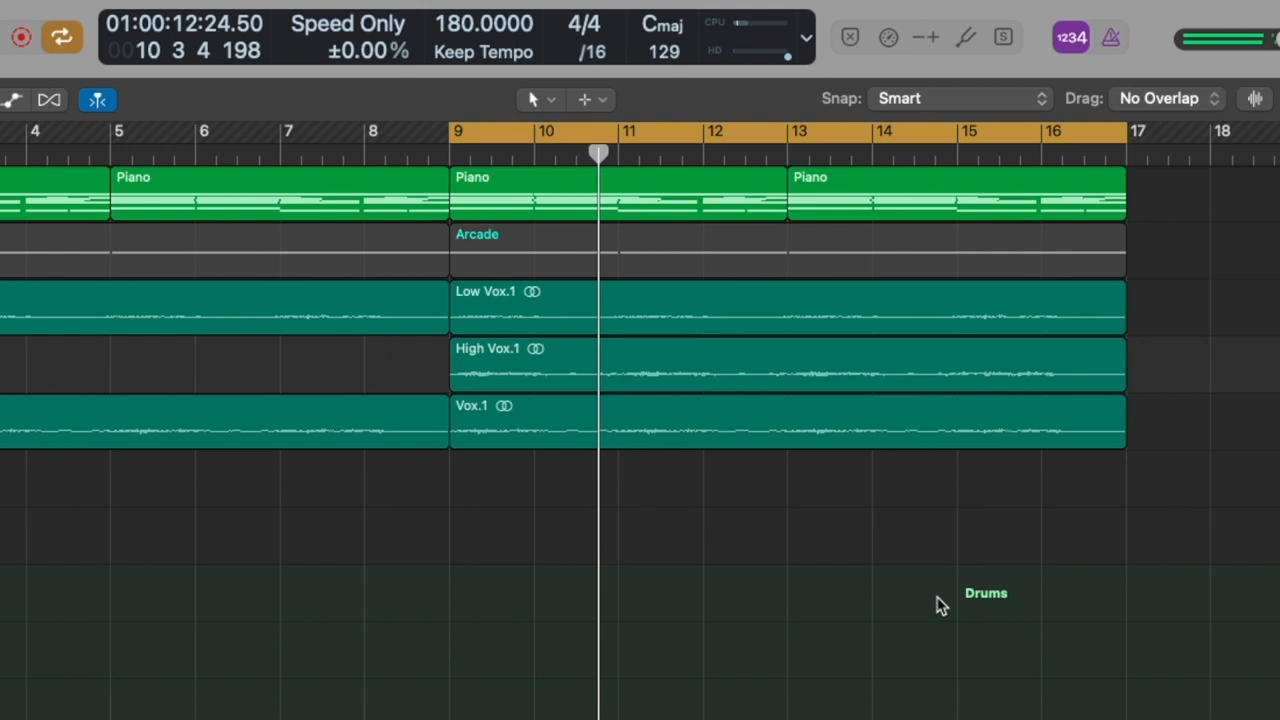 01:00:12:24.50 Speed Only 180.0000 4/4 Cmaj CPU
0010 3 4 198 ±0.00% Keep Tempo /16 129 HD
S 1234
Snap: Smart Drag: No Overlap
4 5 6 7 8 9 10 11 12 13 14 15 16 17 18
Piano Piano Piano
Arcade
Low Vox.1
High Vox.1
Vox.1
Drums